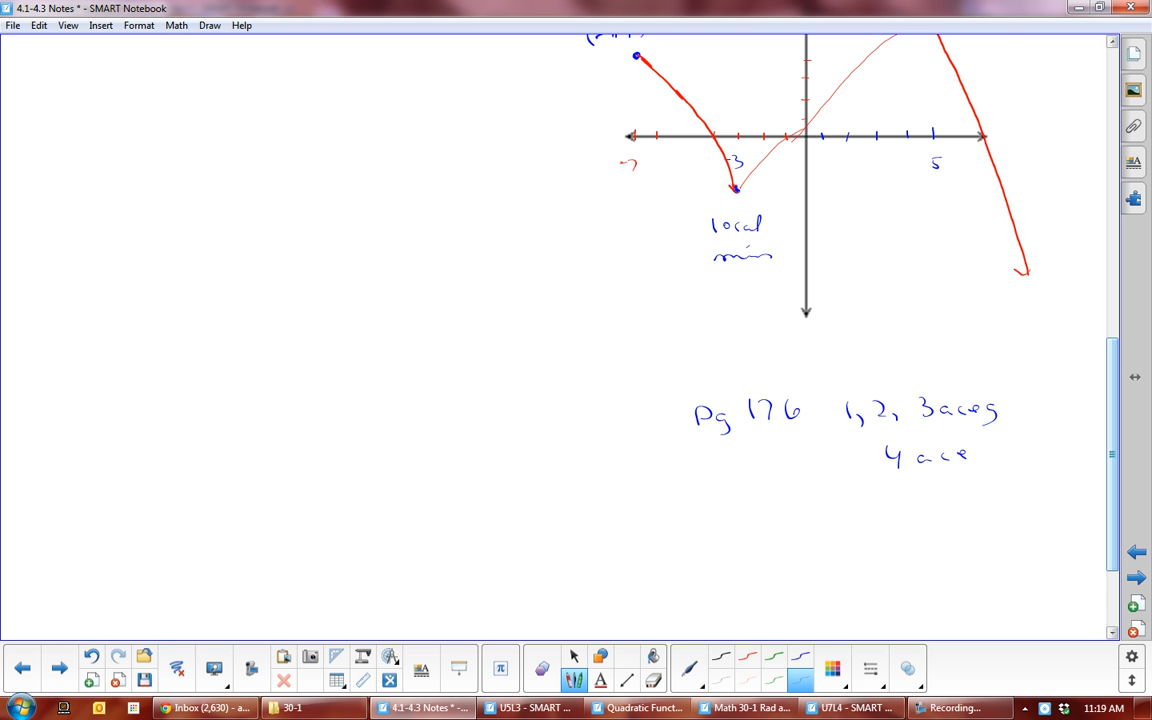 4.1-4.3 Notes * - SMART Notebook
File Edit View Insert Format Math Draw Help
-7
-3
5
local
min
Pg 176 1, 2, 3aceg
4 ace
Inbox (2,630) - a...
30-1
4.1-4.3 Notes * -...
U5L3 - SMART ...
Quadratic Funct...
Math 30-1 Rad a...
U7L4 - SMART ...
Recording...
11:19 AM